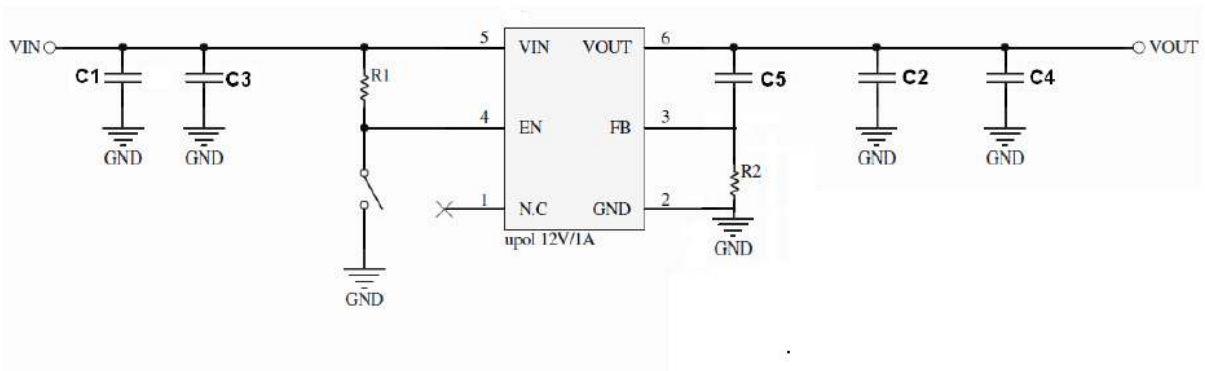 VIN 5 VIN VOUT 6 VOUT
C1 C3 R1 C5 C2 C4
4 EN FB 3
GND GND GND GND
R2
1 N.C GND 2
upol 12V/1A
GND
GND